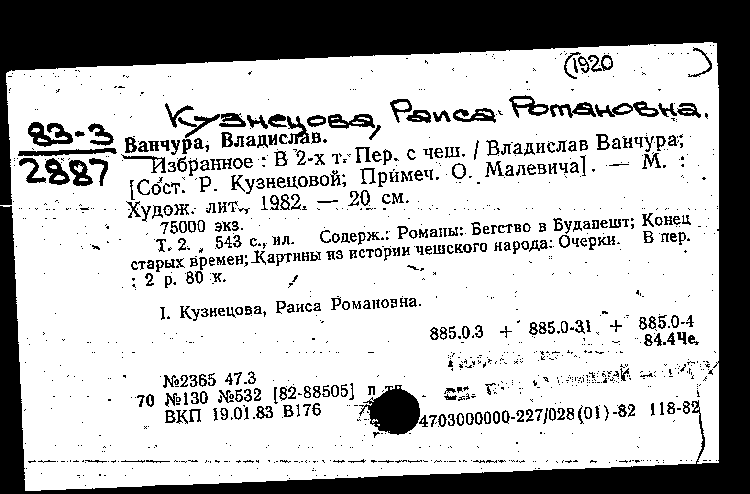 (1920 )
Кузнецова, Раиса Романовна.
83-3
2887
Ванчура, Владислав.
Избранное : В 2-х т. Пер. с чеш. / Владислав Ванчура;
[Сост. Р. Кузнецовой; Примеч. О. Малевича]. — М. :
Худож. лит., 1982. — 20 см.
75000 экз.
Т. 2. , 543 с., ил. Содерж.: Романы: Бегство в Будапешт; Конец
старых времен; Картины из истории чешского народа: Очерки. В пер.
: 2 р. 80 к.
I. Кузнецова, Раиса Романовна.
885.0.3 + 885.0-31 + 885.0-4
84.4Че.
№2365 47.3
70 №130 №532 [82-88505] п
ВКП 19.01.83 В176
4703000000-227/028(01)-82 118-82